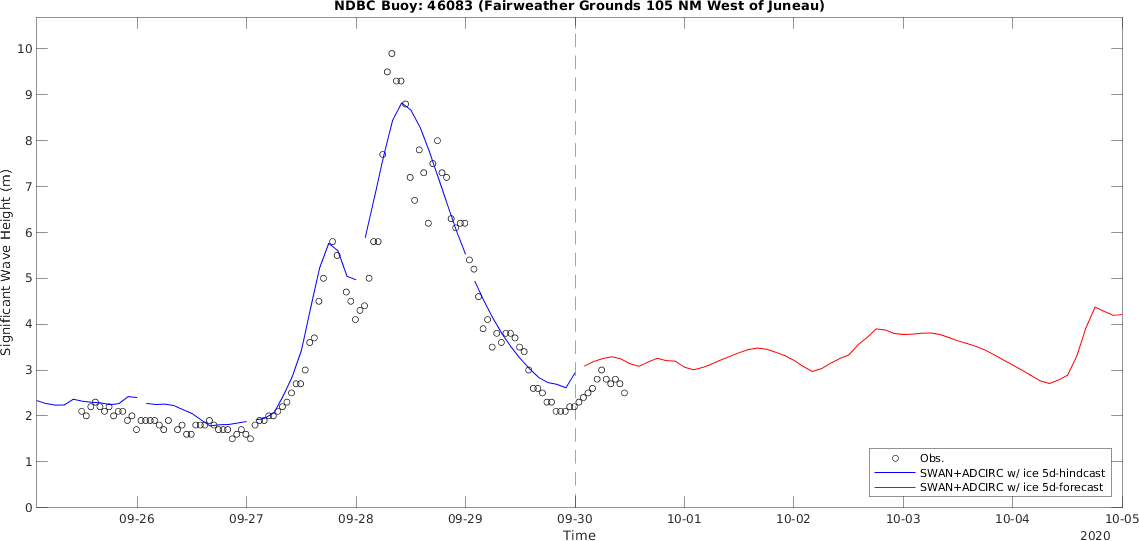 NDBC Buoy: 46083 (Fairweather Grounds 105 NM West of Juneau)
Significant Wave Height (m)
10
9
8
7
6
5
4
3
2
1
0
Obs.
SWAN+ADCIRC w/ ice 5d-hindcast
SWAN+ADCIRC w/ ice 5d-forecast
09-26 09-27 09-28 09-29 09-30 10-01 10-02 10-03 10-04 10-05
Time
2020